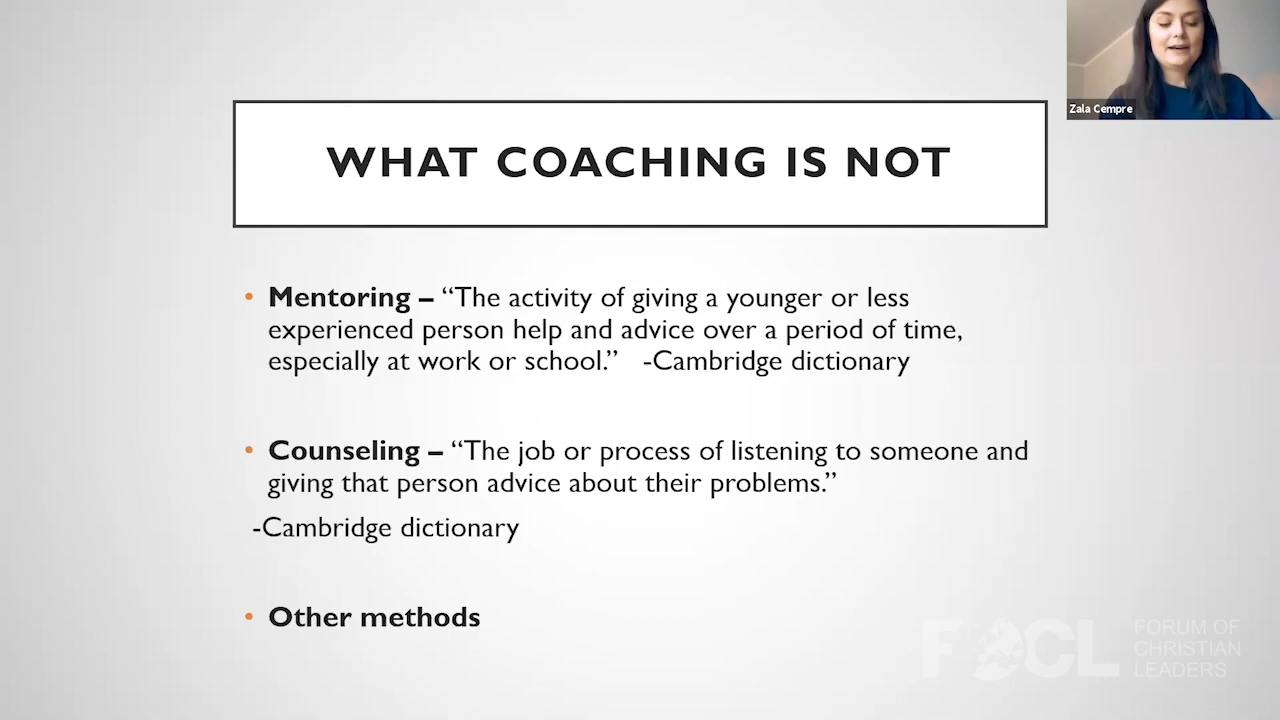 Zala Cempre
WHAT COACHING IS NOT
• Mentoring – “The activity of giving a younger or less
experienced person help and advice over a period of time,
especially at work or school.” -Cambridge dictionary
• Counseling – “The job or process of listening to someone and
giving that person advice about their problems.”
-Cambridge dictionary
• Other methods
FOCL
FORUM OF
CHRISTIAN
LEADERS